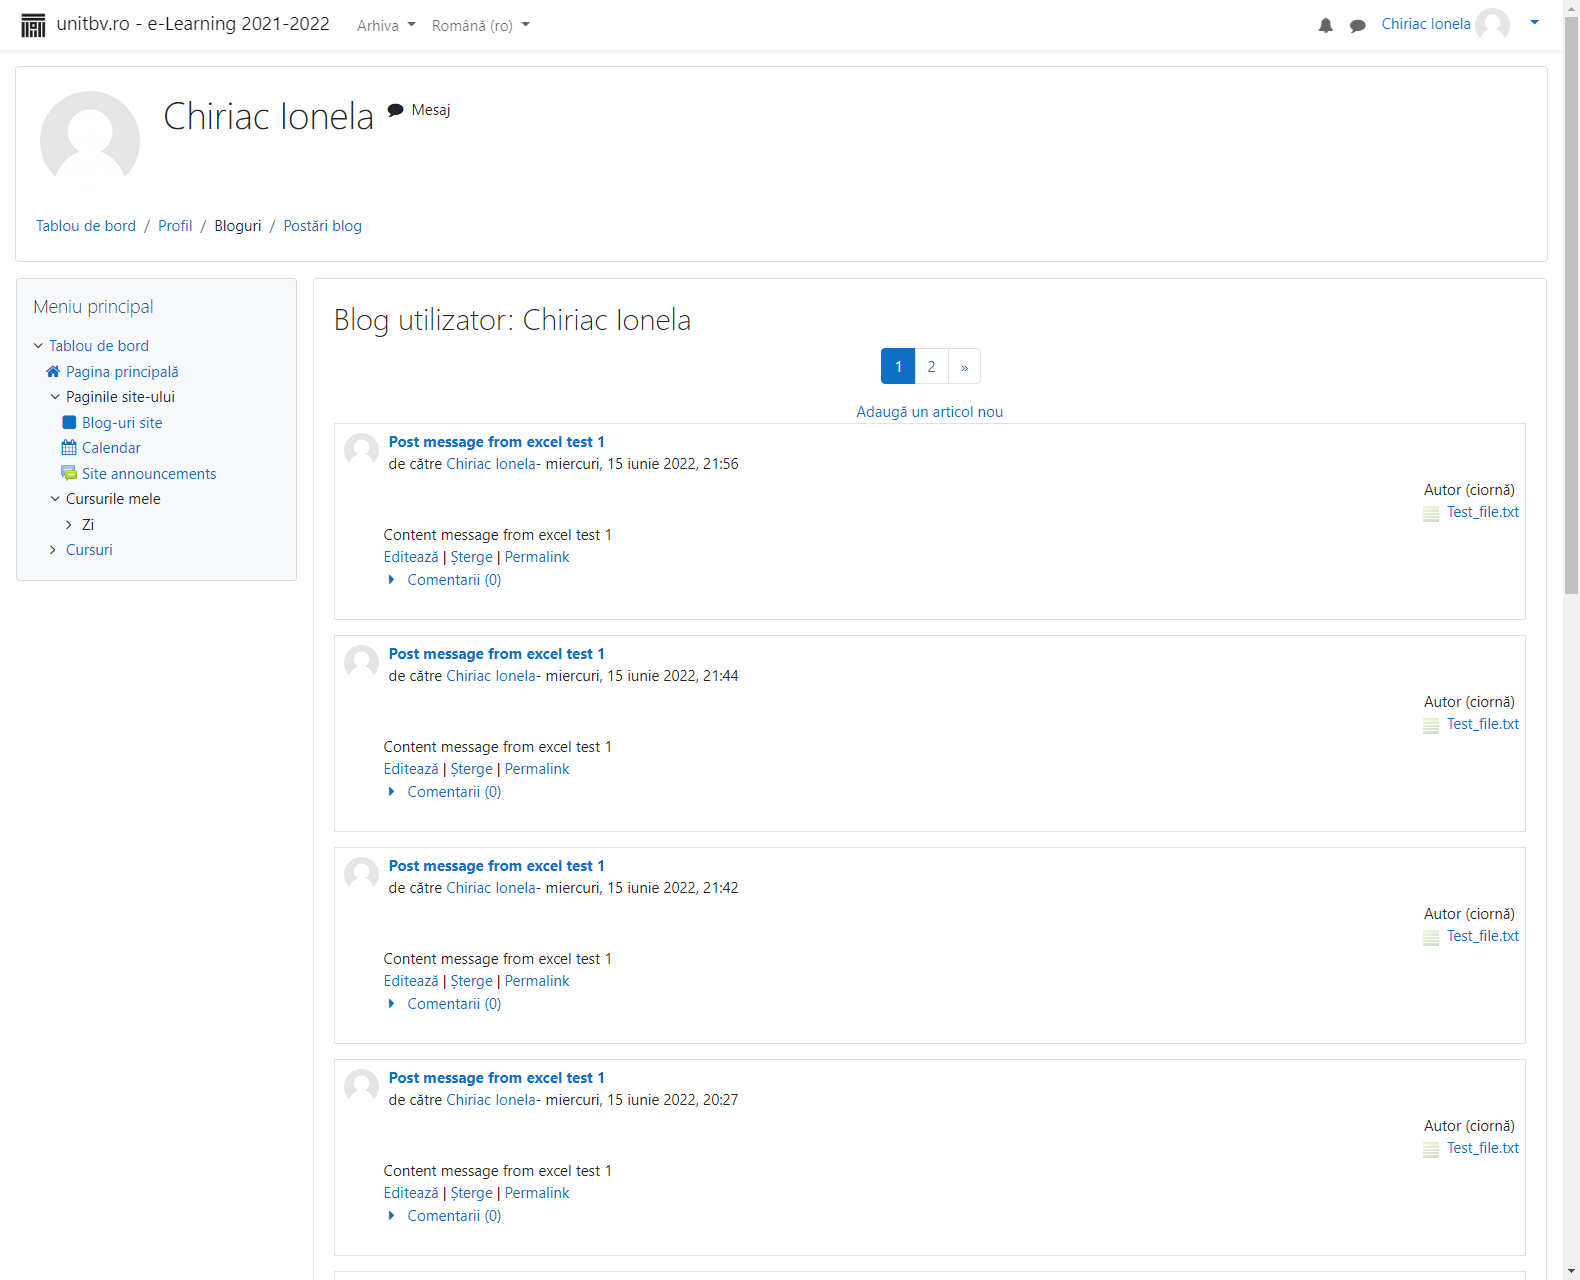 unitbv.ro - e-Learning 2021-2022 Arhiva Română (ro) Chiriac Ionela
Chiriac Ionela Mesaj
Tablou de bord / Profil / Bloguri / Postări blog
Meniu principal
Tablou de bord
Pagina principală
Paginile site-ului
Blog-uri site
Calendar
Site announcements
Cursurile mele
Zi
Cursuri
Blog utilizator: Chiriac Ionela
1 2 »
Adaugă un articol nou
Post message from excel test 1
de către Chiriac Ionela- miercuri, 15 iunie 2022, 21:56
Autor (ciornă)
Test_file.txt
Content message from excel test 1
Editează | Șterge | Permalink
Comentarii (0)
Post message from excel test 1
de către Chiriac Ionela- miercuri, 15 iunie 2022, 21:44
Autor (ciornă)
Test_file.txt
Content message from excel test 1
Editează | Șterge | Permalink
Comentarii (0)
Post message from excel test 1
de către Chiriac Ionela- miercuri, 15 iunie 2022, 21:42
Autor (ciornă)
Test_file.txt
Content message from excel test 1
Editează | Șterge | Permalink
Comentarii (0)
Post message from excel test 1
de către Chiriac Ionela- miercuri, 15 iunie 2022, 20:27
Autor (ciornă)
Test_file.txt
Content message from excel test 1
Editează | Șterge | Permalink
Comentarii (0)